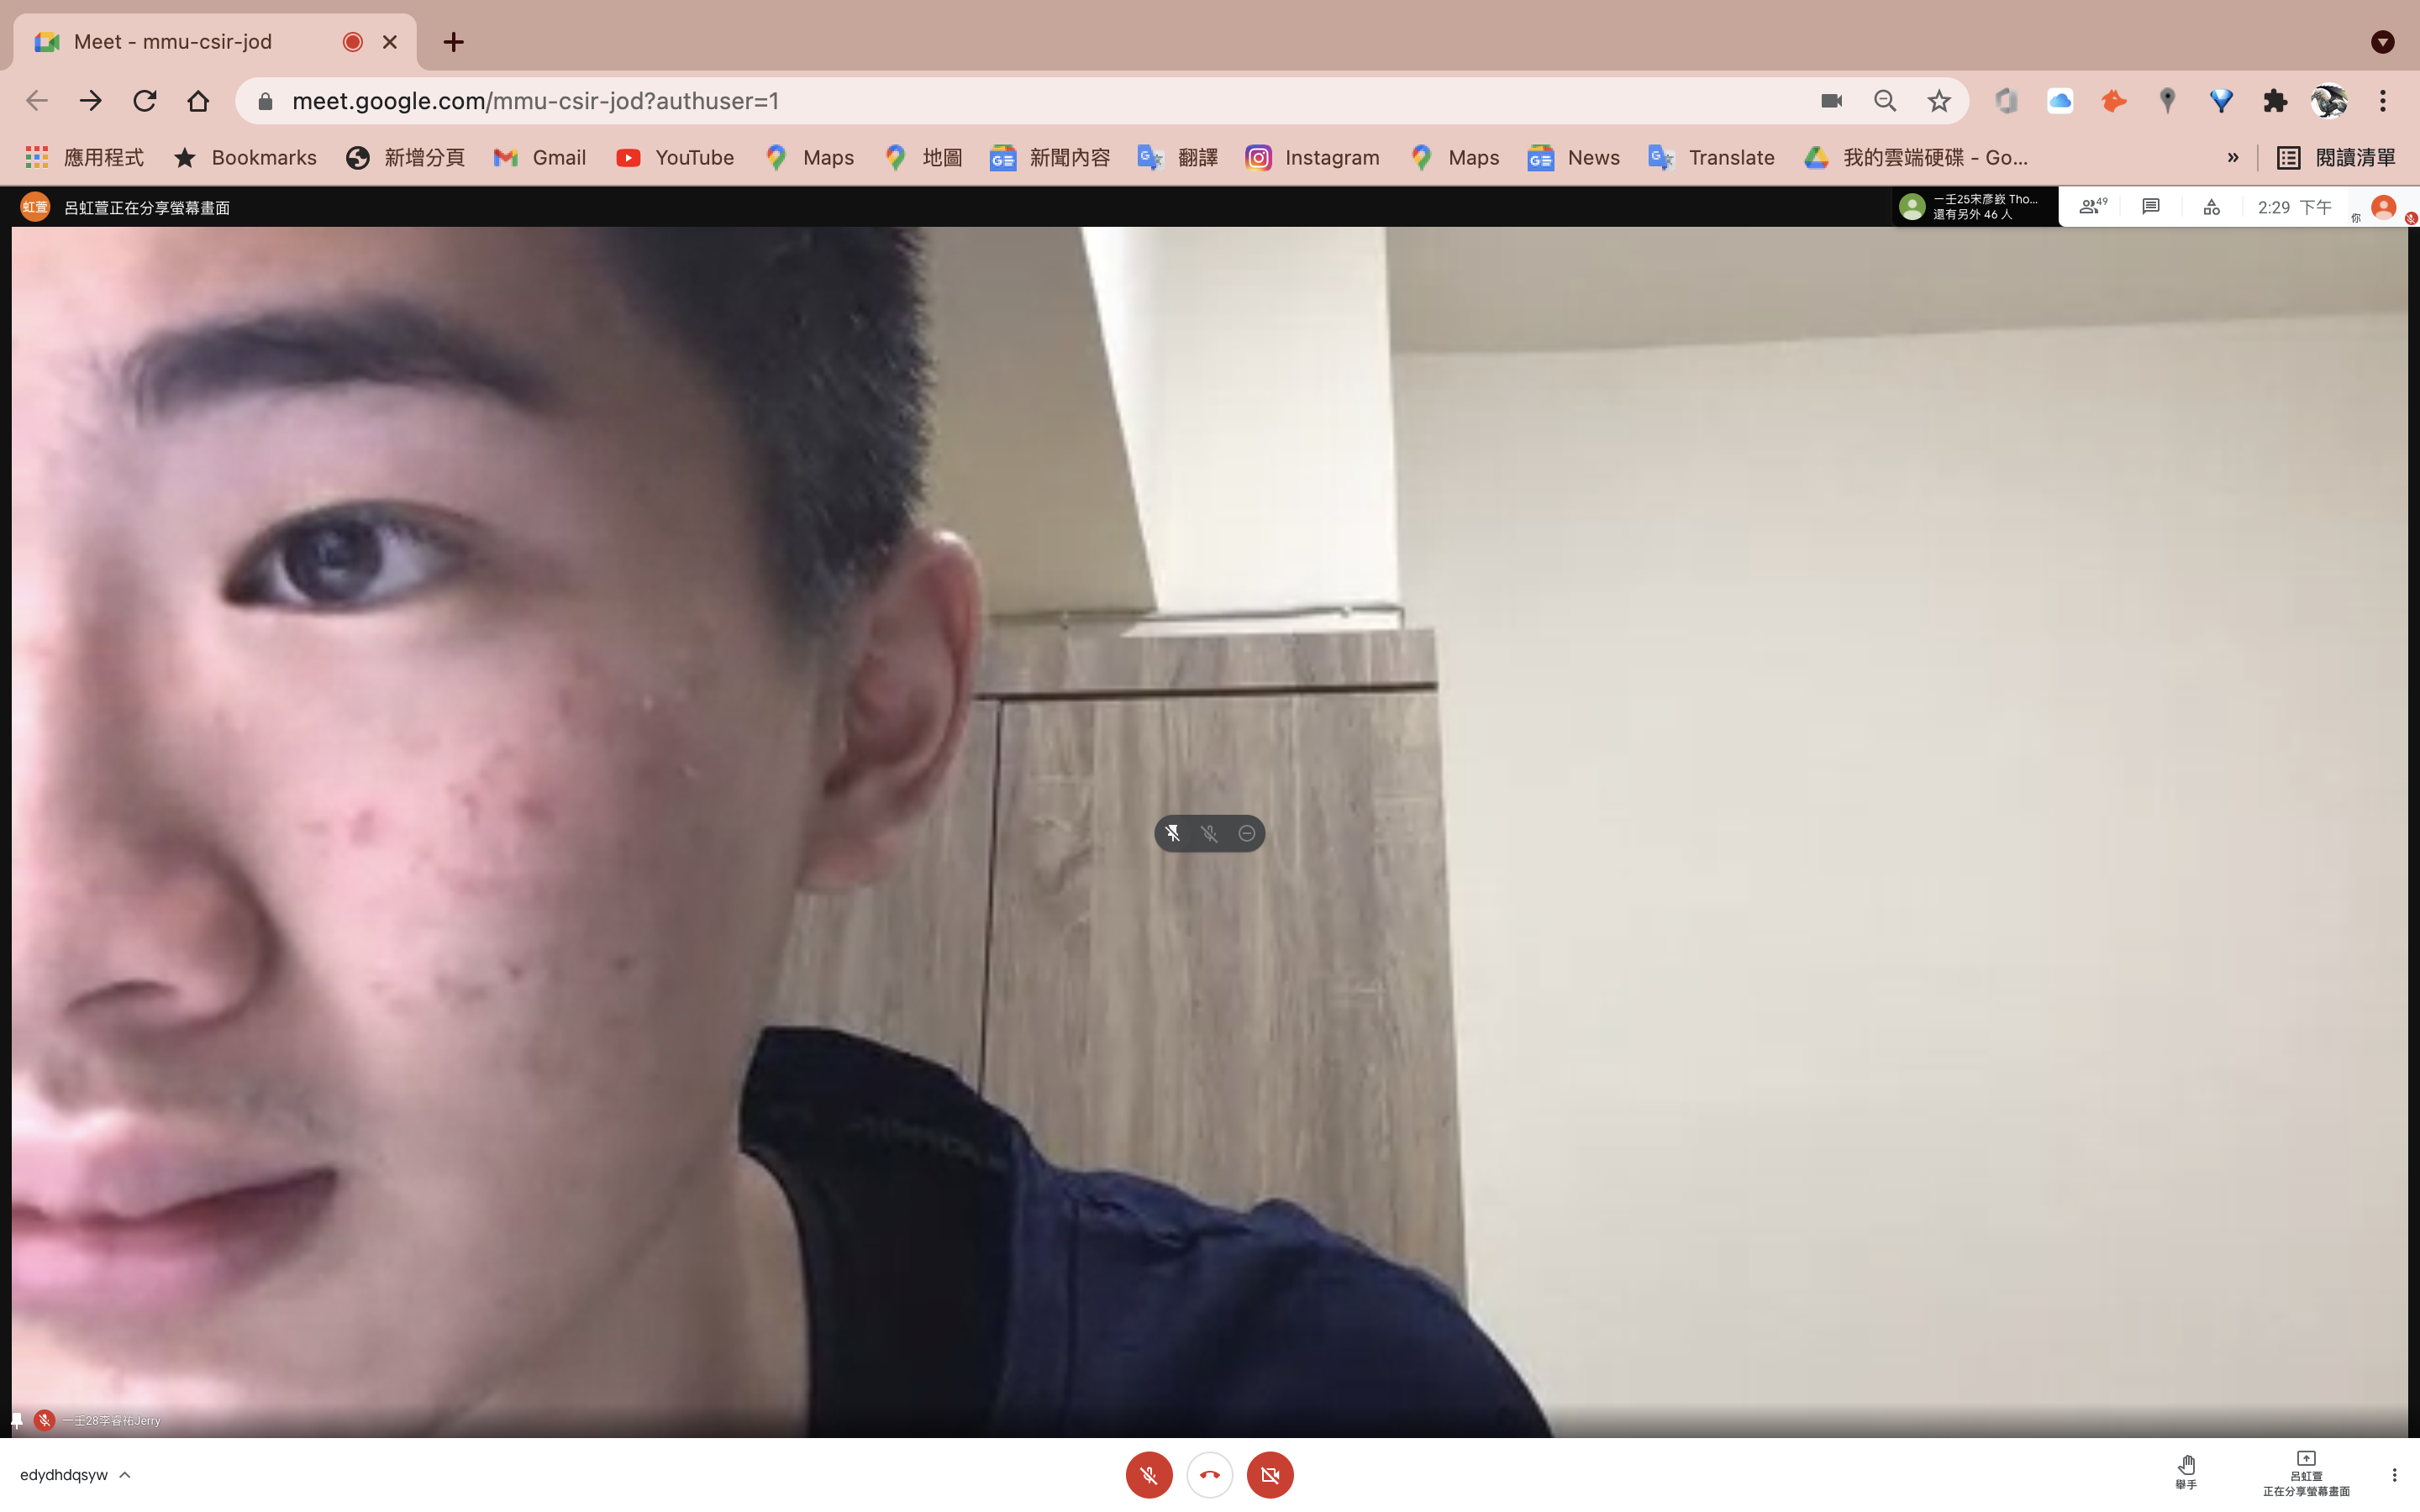 Meet - mmu-csir-jod
meet.google.com/mmu-csir-jod?authuser=1
應用程式 Bookmarks 新增分頁 Gmail YouTube Maps 地圖 新聞內容 翻譯 Instagram Maps News Translate 我的雲端硬碟 - Go... » 閱讀清單
虹萱 呂虹萱正在分享螢幕畫面
一壬25宋彥嶔 Tho...
還有另外 46 人
49
2:29 下午
你
一壬28李睿祐Jerry
edydhdqsyw
舉手
呂虹萱
正在分享螢幕畫面